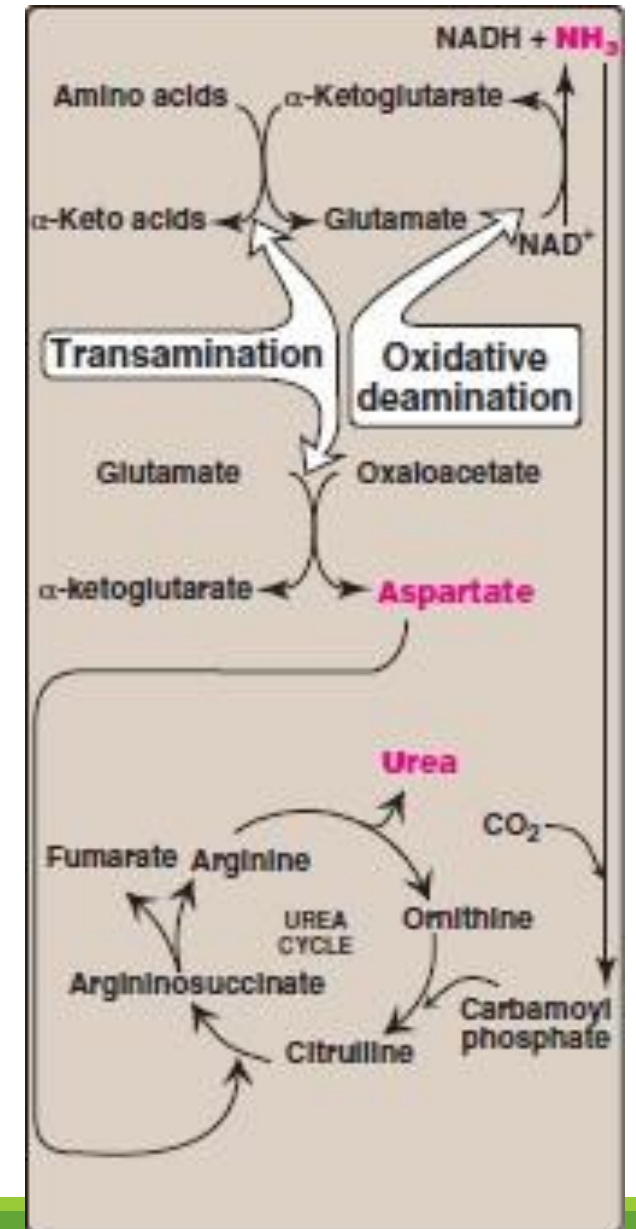 NADH + NH₃
Amino acids
α-Ketoglutarate
α-Keto acids
Glutamate
NAD⁺
Transamination
Oxidative
deamination
Glutamate
Oxaloacetate
α-ketoglutarate
Aspartate
Urea
CO₂
Fumarate
Arginine
UREA
CYCLE
Ornithine
Argininosuccinate
Carbamoyl
phosphate
Citrulline